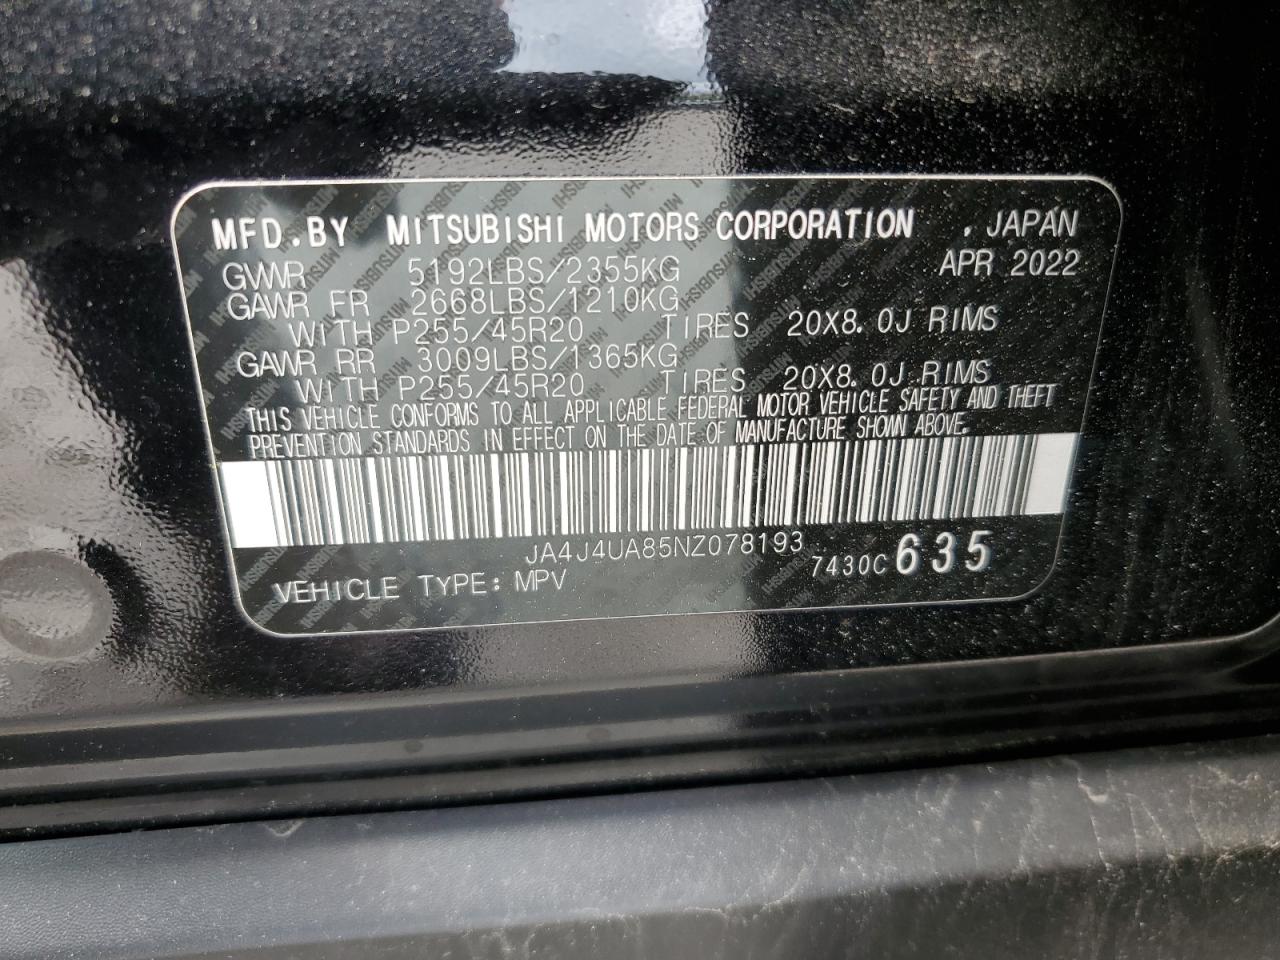 MFD.BY MITSUBISHI MOTORS CORPORATION . JAPAN
GVWR 5192LBS/2355KG APR 2022
GAWR FR 2668LBS/1210KG
WITH P255/45R20 TIRES 20X8.0J RIMS
GAWR RR 3009LBS/1365KG
WITH P255/45R20 TIRES 20X8.0J RIMS
THIS VEHICLE CONFORMS TO ALL APPLICABLE FEDERAL MOTOR VEHICLE SAFETY AND THEFT
PREVENTION STANDARDS IN EFFECT ON THE DATE OF MANUFACTURE SHOWN ABOVE.
JA4J4UA85NZ078193
VEHICLE TYPE: MPV 7430C 635